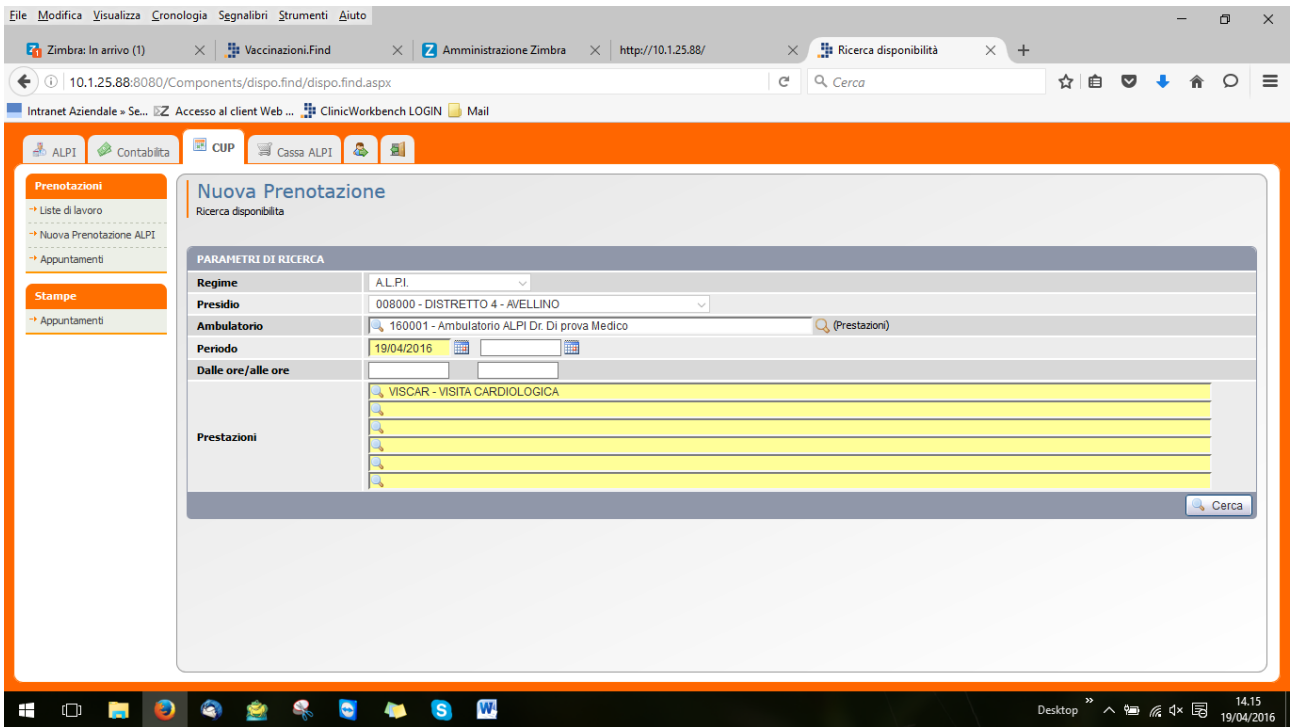 File Modifica Visualizza Cronologia Segnalibri Strumenti Aiuto
Zimbra: In arrivo (1) Vaccinazioni.Find Amministrazione Zimbra http://10.1.25.88/ Ricerca disponibilità
10.1.25.88:8080/Components/dispo.find/dispo.find.aspx Cerca
Intranet Aziendale » Se... Accesso al client Web ... ClinicWorkbench LOGIN Mail
ALPI Contabilita CUP Cassa ALPI
Prenotazioni
Liste di lavoro
Nuova Prenotazione ALPI
Appuntamenti
Stampe
Appuntamenti
Nuova Prenotazione
Ricerca disponibilita
PARAMETRI DI RICERCA
Regime A.L.P.I.
Presidio 008000 - DISTRETTO 4 - AVELLINO
Ambulatorio 160001 - Ambulatorio ALPI Dr. Di prova Medico (Prestazioni)
Periodo 19/04/2016
Dalle ore/alle ore
Prestazioni VISCAR - VISITA CARDIOLOGICA
Cerca
Desktop 14.15
19/04/2016